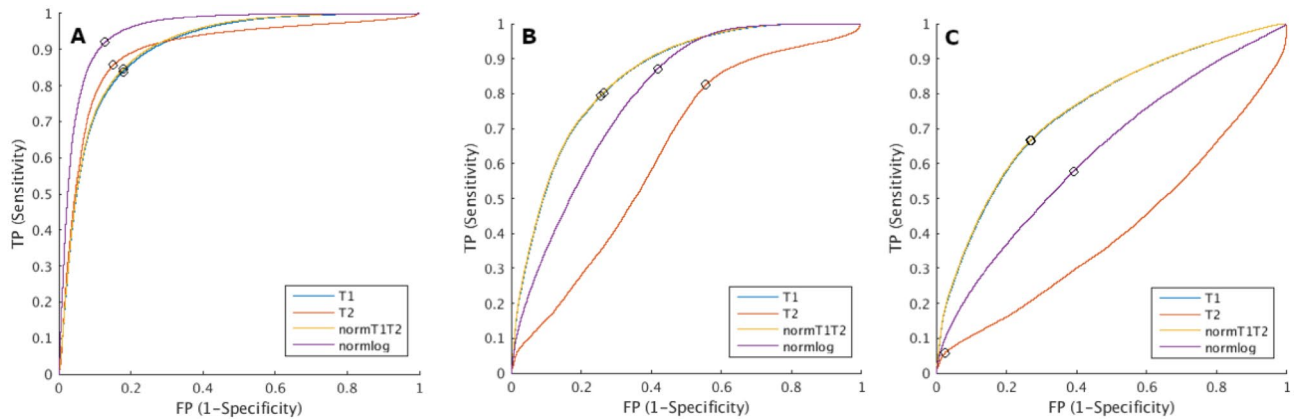 A
TP (Sensitivity)
1
0.9
0.8
0.7
0.6
0.5
0.4
0.3
0.2
0.1
0
0 0.2 0.4 0.6 0.8 1
FP (1-Specificity)
T1
T2
normT1T2
normlog
B
TP (Sensitivity)
1
0.9
0.8
0.7
0.6
0.5
0.4
0.3
0.2
0.1
0
0 0.2 0.4 0.6 0.8 1
FP (1-Specificity)
T1
T2
normT1T2
normlog
C
TP (Sensitivity)
1
0.9
0.8
0.7
0.6
0.5
0.4
0.3
0.2
0.1
0
0 0.2 0.4 0.6 0.8 1
FP (1-Specificity)
T1
T2
normT1T2
normlog